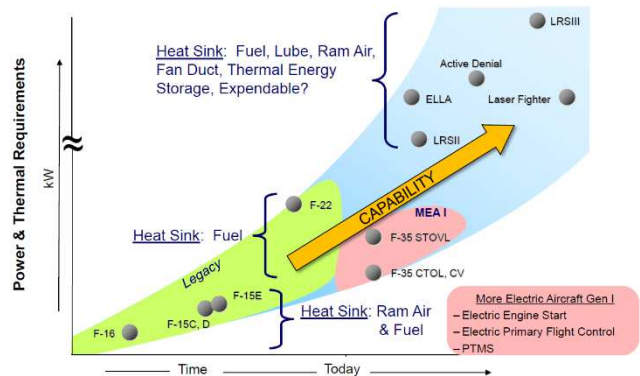 LRSIII
Heat Sink: Fuel, Lube, Ram Air,
Fan Duct, Thermal Energy
Storage, Expendable?
Active Denial
ELLA
Laser Fighter
LRSII
Power & Thermal Requirements
kW
CAPABILITY
F-22
MEA I
Heat Sink: Fuel
F-35 STOVL
Legacy
F-35 CTOL, CV
F-15E
F-16
F-15C, D
Heat Sink: Ram Air
& Fuel
More Electric Aircraft Gen I
– Electric Engine Start
– Electric Primary Flight Control
– PTMS
Time
Today